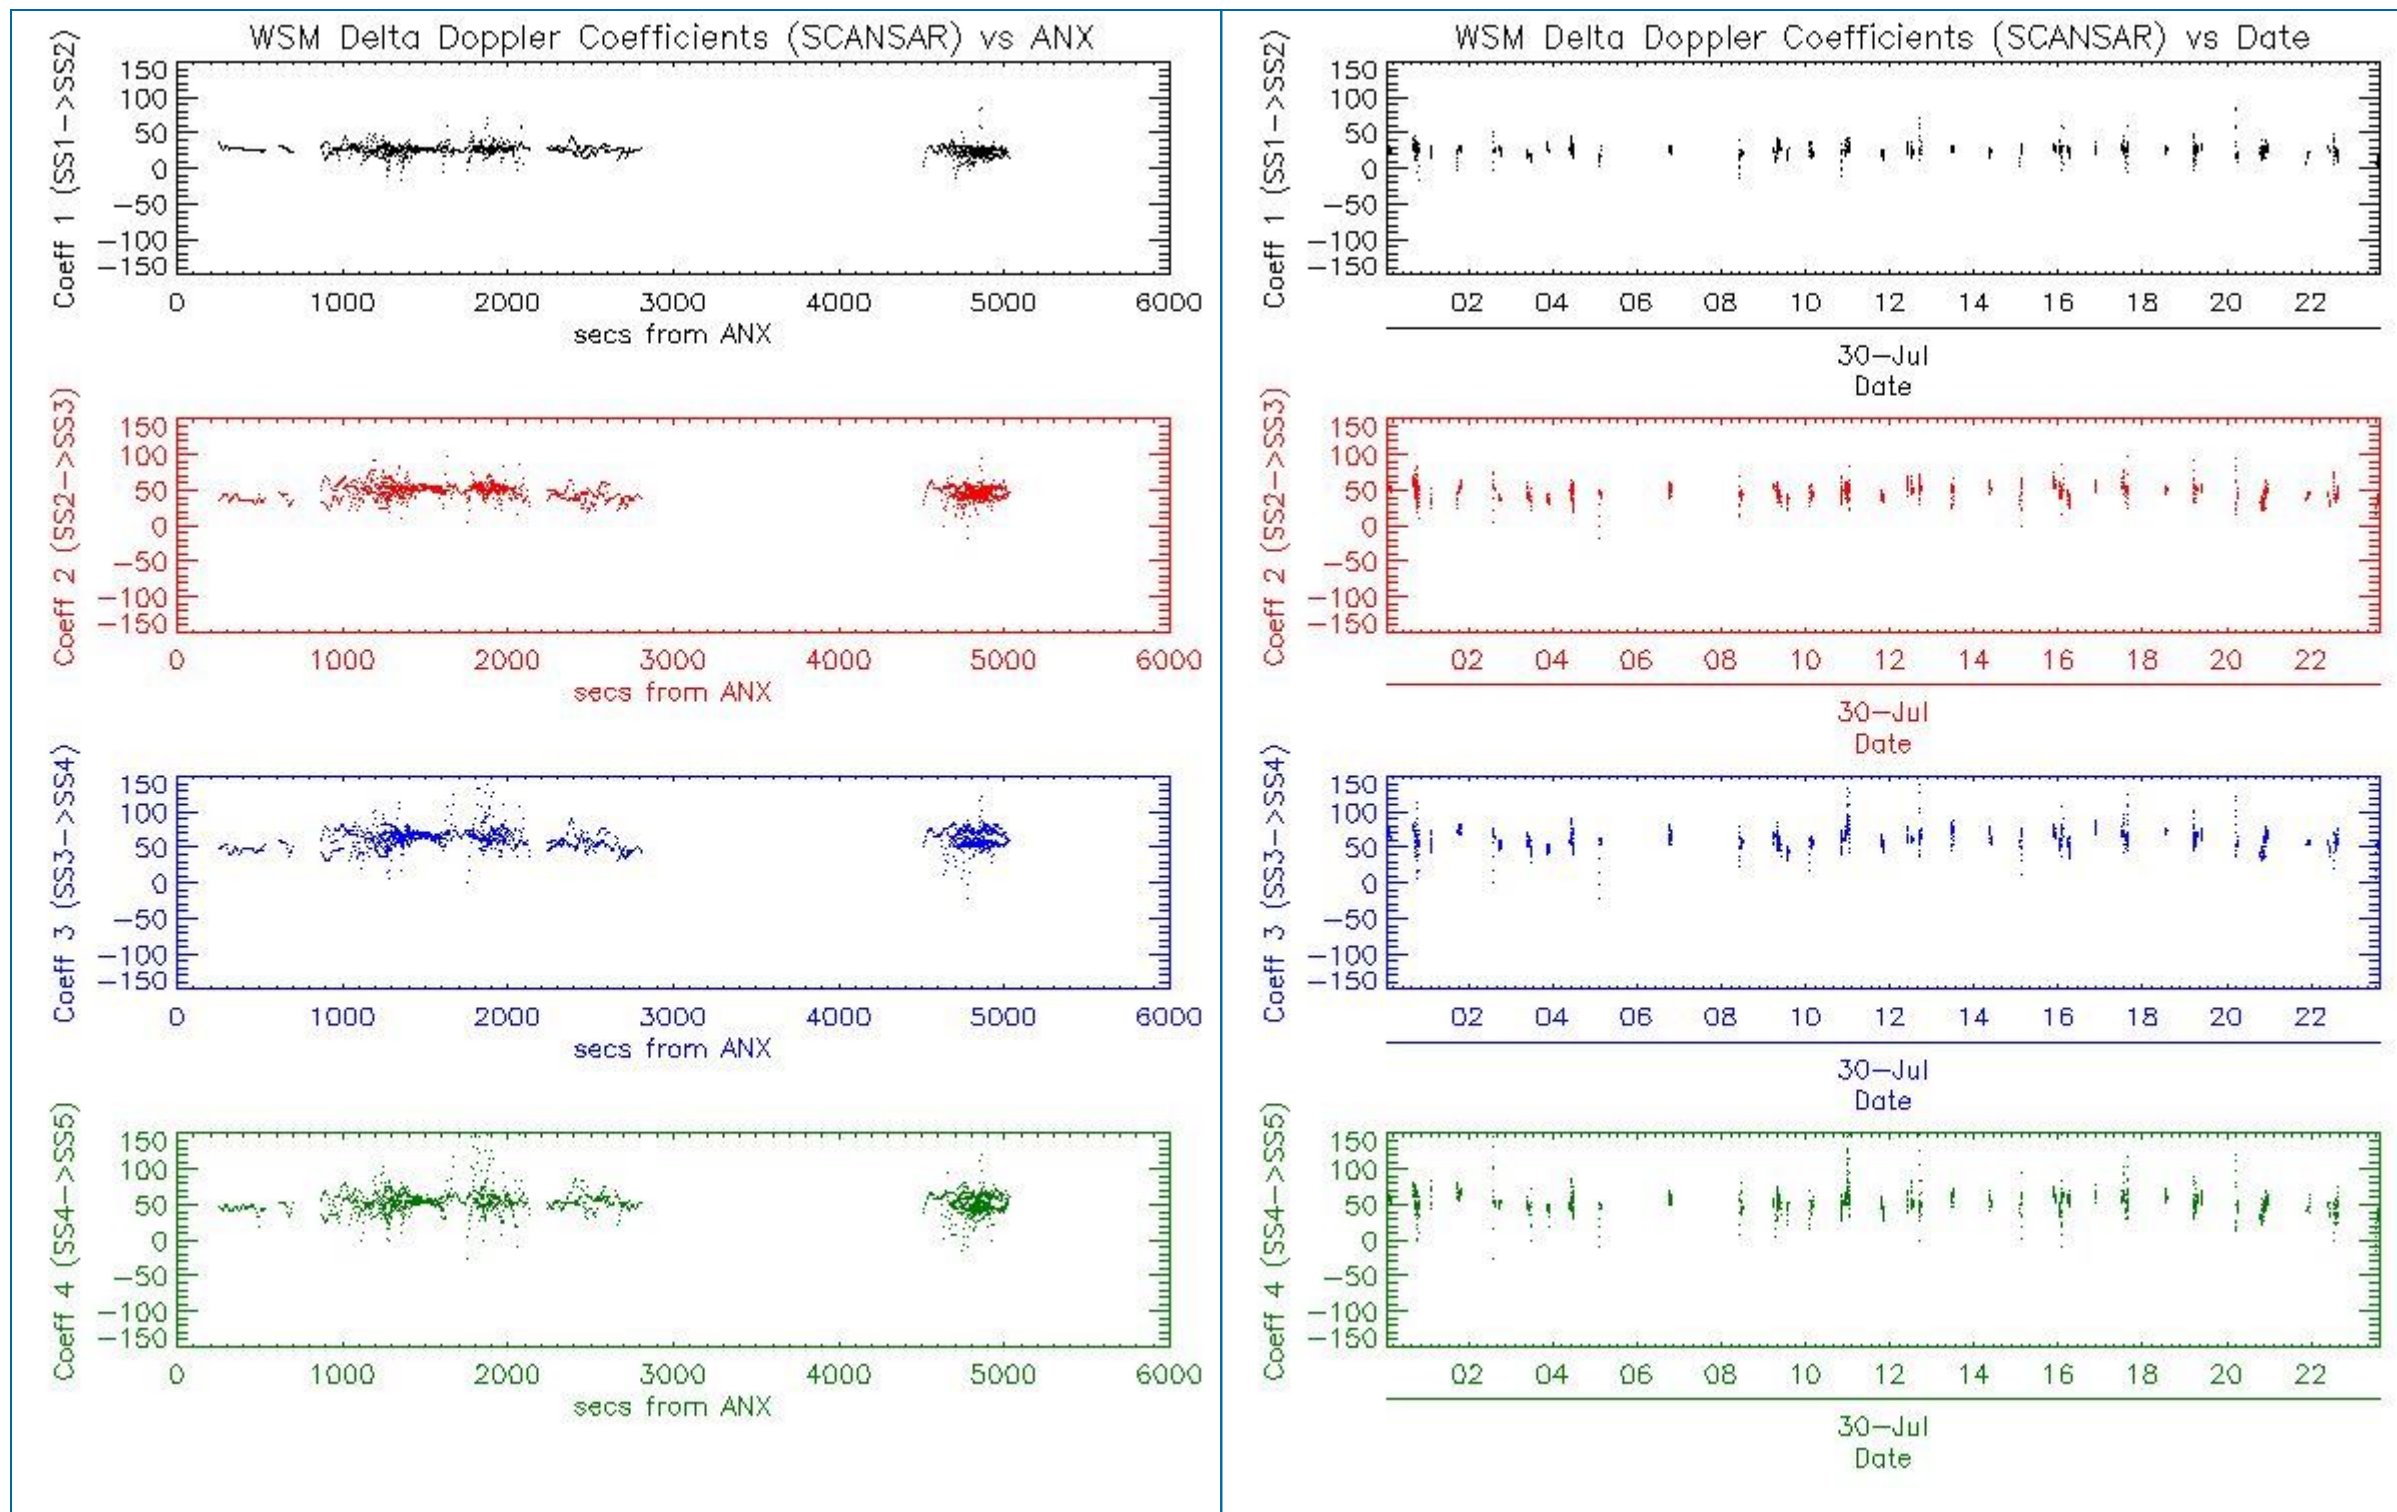 WSM Delta Doppler Coefficients (SCANSAR) vs ANX
Coeff 1 (SS1->SS2)
150
100
50
0
-50
-100
-150
0 1000 2000 3000 4000 5000 6000
secs from ANX
Coeff 2 (SS2->SS3)
150
100
50
0
-50
-100
-150
0 1000 2000 3000 4000 5000 6000
secs from ANX
Coeff 3 (SS3->SS4)
150
100
50
0
-50
-100
-150
0 1000 2000 3000 4000 5000 6000
secs from ANX
Coeff 4 (SS4->SS5)
150
100
50
0
-50
-100
-150
0 1000 2000 3000 4000 5000 6000
secs from ANX
WSM Delta Doppler Coefficients (SCANSAR) vs Date
Coeff 1 (SS1->SS2)
150
100
50
0
-50
-100
-150
02 04 06 08 10 12 14 16 18 20 22
30-Jul
Date
Coeff 2 (SS2->SS3)
150
100
50
0
-50
-100
-150
02 04 06 08 10 12 14 16 18 20 22
30-Jul
Date
Coeff 3 (SS3->SS4)
150
100
50
0
-50
-100
-150
02 04 06 08 10 12 14 16 18 20 22
30-Jul
Date
Coeff 4 (SS4->SS5)
150
100
50
0
-50
-100
-150
02 04 06 08 10 12 14 16 18 20 22
30-Jul
Date